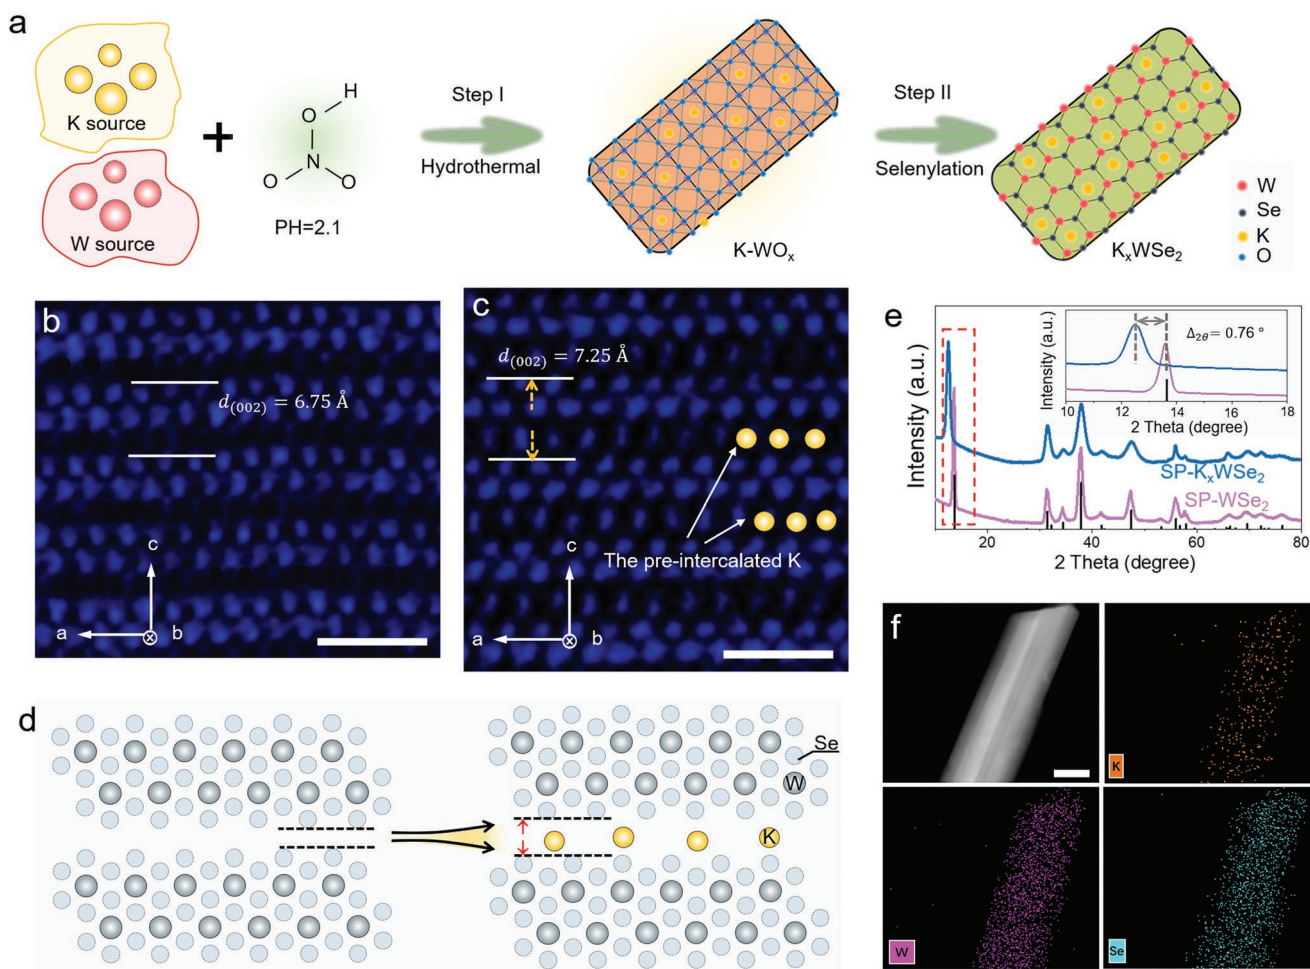 a
K source
W source
+
H
O
N
O
O
PH=2.1
Step I
Hydrothermal
K-WOₓ
Step II
Selenylation
KₓWSe₂
W
Se
K
O
b
d₍₀₀₂₎ = 6.75 Å
c
a
b
c
d₍₀₀₂₎ = 7.25 Å
The pre-intercalated K
c
a
b
d
Se
W
K
e
Intensity (a.u.)
2 Theta (degree)
20
40
60
80
SP-KₓWSe₂
SP-WSe₂
Intensity (a.u.)
Δ₂θ = 0.76 °
10
12
14
16
18
2 Theta (degree)
f
K
W
Se